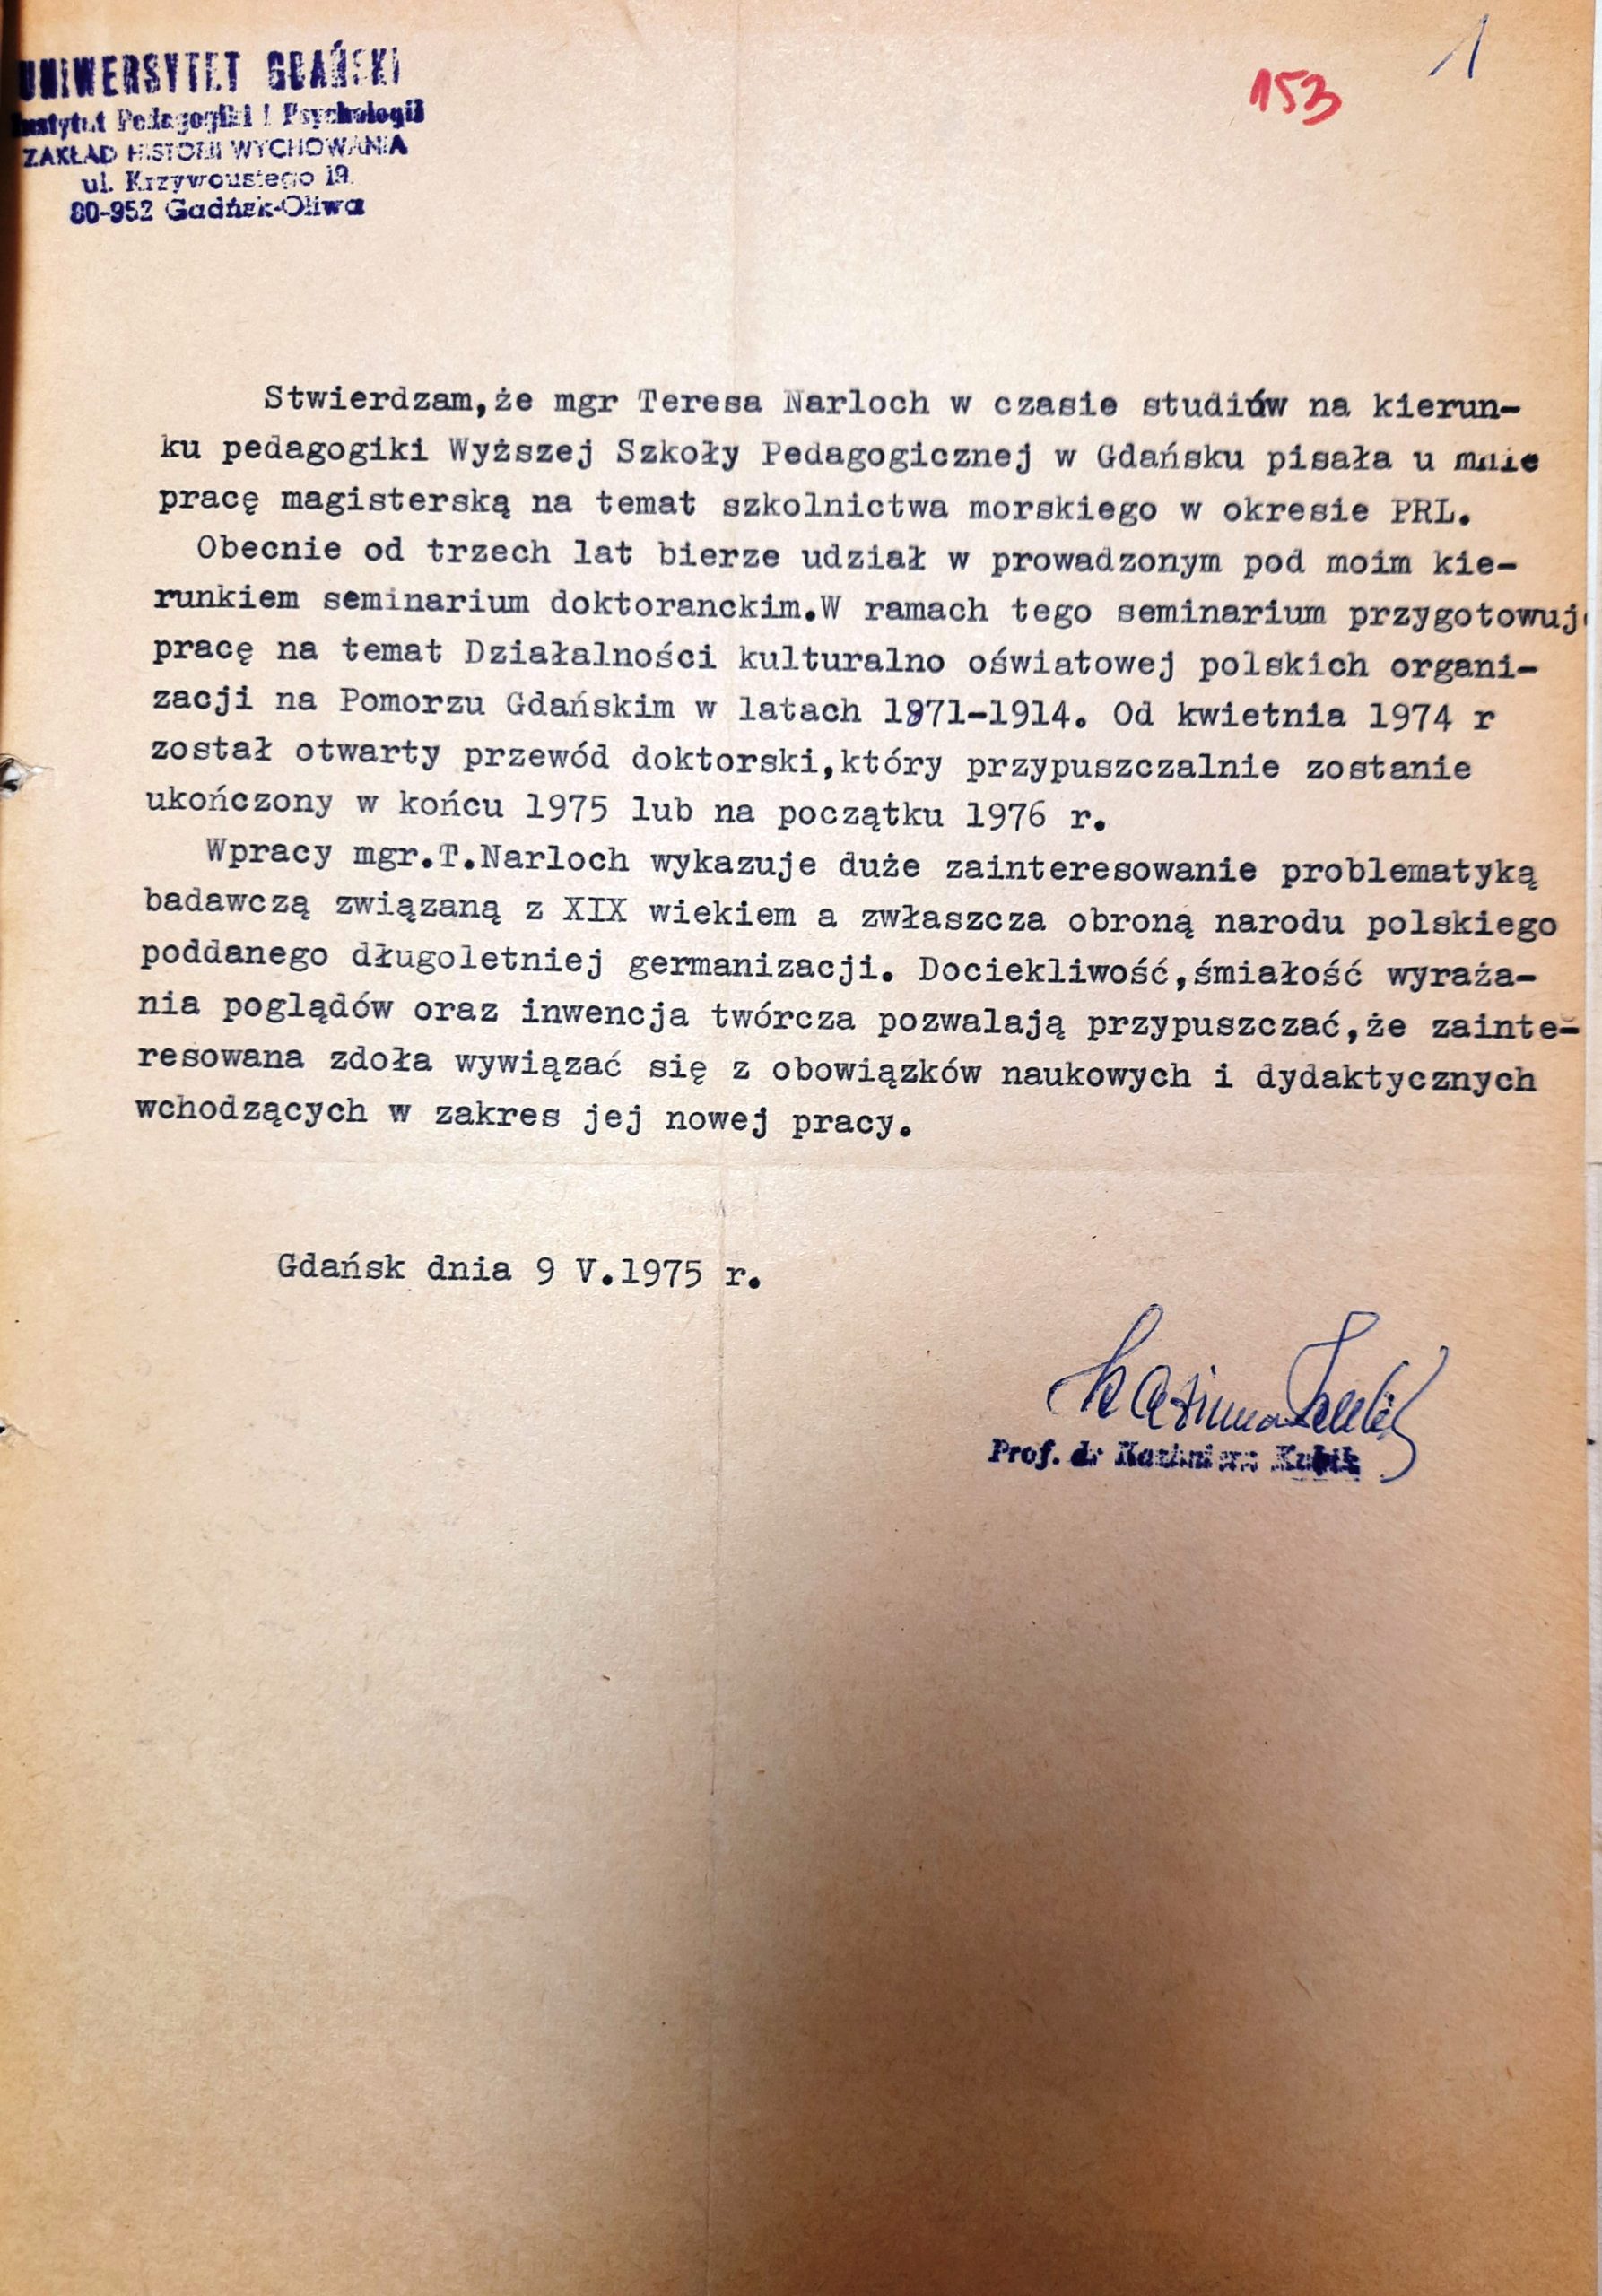 1
153
UNIWERSYTET GDAŃSKI
Instytut Pedagogiki i Psychologii
ZAKŁAD HISTORII WYCHOWANIA
ul. Krzywoustego 19
80-952 Gadńsk-Oliwa
Stwierdzam,że mgr Teresa Narloch w czasie studiów na kierun-
ku pedagogiki Wyższej Szkoły Pedagogicznej w Gdańsku pisała u mnie
pracę magisterską na temat szkolnictwa morskiego w okresie PRL.
Obecnie od trzech lat bierze udział w prowadzonym pod moim kie-
runkiem seminarium doktoranckim.W ramach tego seminarium przygotowuje
pracę na temat Działalności kulturalno oświatowej polskich organi-
zacji na Pomorzu Gdańskim w latach 1971-1914. Od kwietnia 1974 r
został otwarty przewód doktorski,który przypuszczalnie zostanie
ukończony w końcu 1975 lub na początku 1976 r.
Wpracy mgr.T.Narloch wykazuje duże zainteresowanie problematyką
badawczą związaną z XIX wiekiem a zwłaszcza obroną narodu polskiego
poddanego długoletniej germanizacji. Dociekliwość,śmiałość wyraża-
nia poglądów oraz inwencja twórcza pozwalają przypuszczać,że zainte-
resowana zdoła wywiązać się z obowiązków naukowych i dydaktycznych
wchodzących w zakres jej nowej pracy.
Gdańsk dnia 9 V.1975 r.
Kazimierz Kubik
Prof. dr Kazimierz Kubik